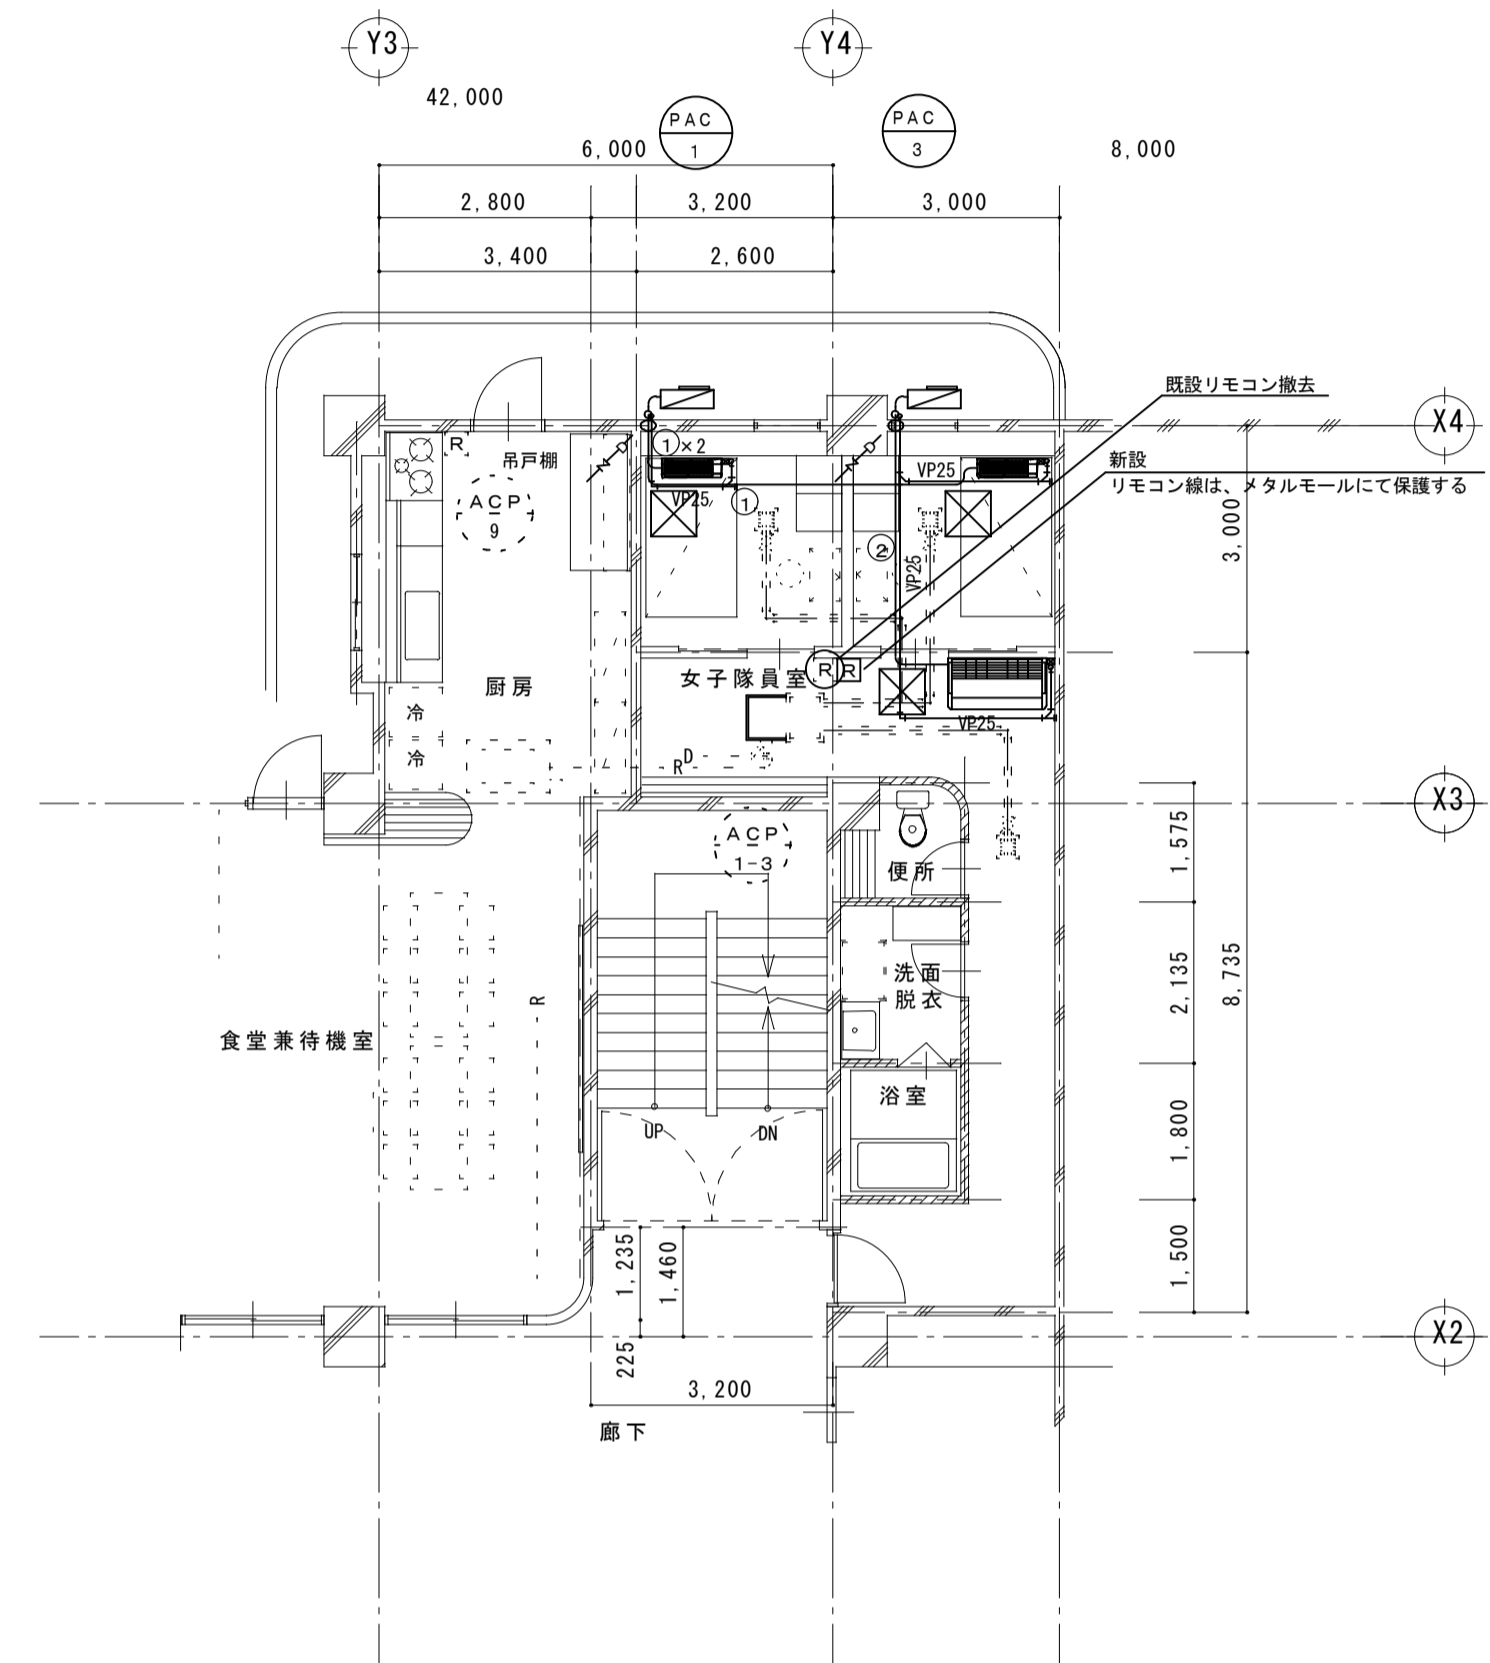 Y3
Y4
42,000
PAC
1
PAC
3
6,000
8,000
2,800
3,200
3,000
3,400
2,600
既設リモコン撤去
X4
R
吊戸棚
①×2
新設
リモコン線は、メタルモールにて保護する
VP25
VP25
①
ACP
9
3,000
②
VP25
厨房
女子隊員室
R
R
冷
冷
VP25
D
R
X3
ACP
1-3
1,575
便所
洗面
脱衣
2,135
8,735
食堂兼待機室
R
浴室
1,800
UP
DN
1,235
1,460
1,500
225
X2
3,200
廊下